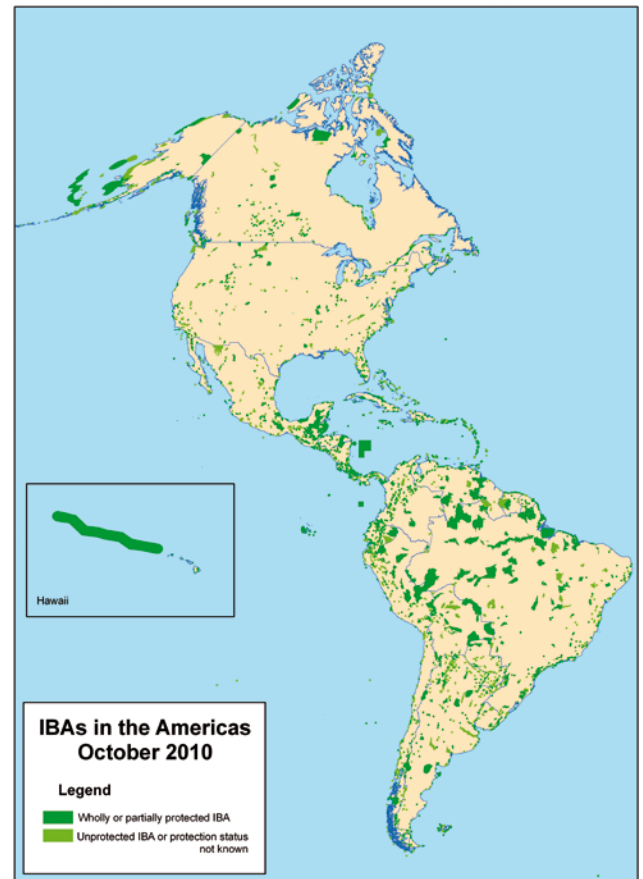 Hawaii
IBAs in the Americas
October 2010
Legend
Wholly or partially protected IBA
Unprotected IBA or protection status
not known